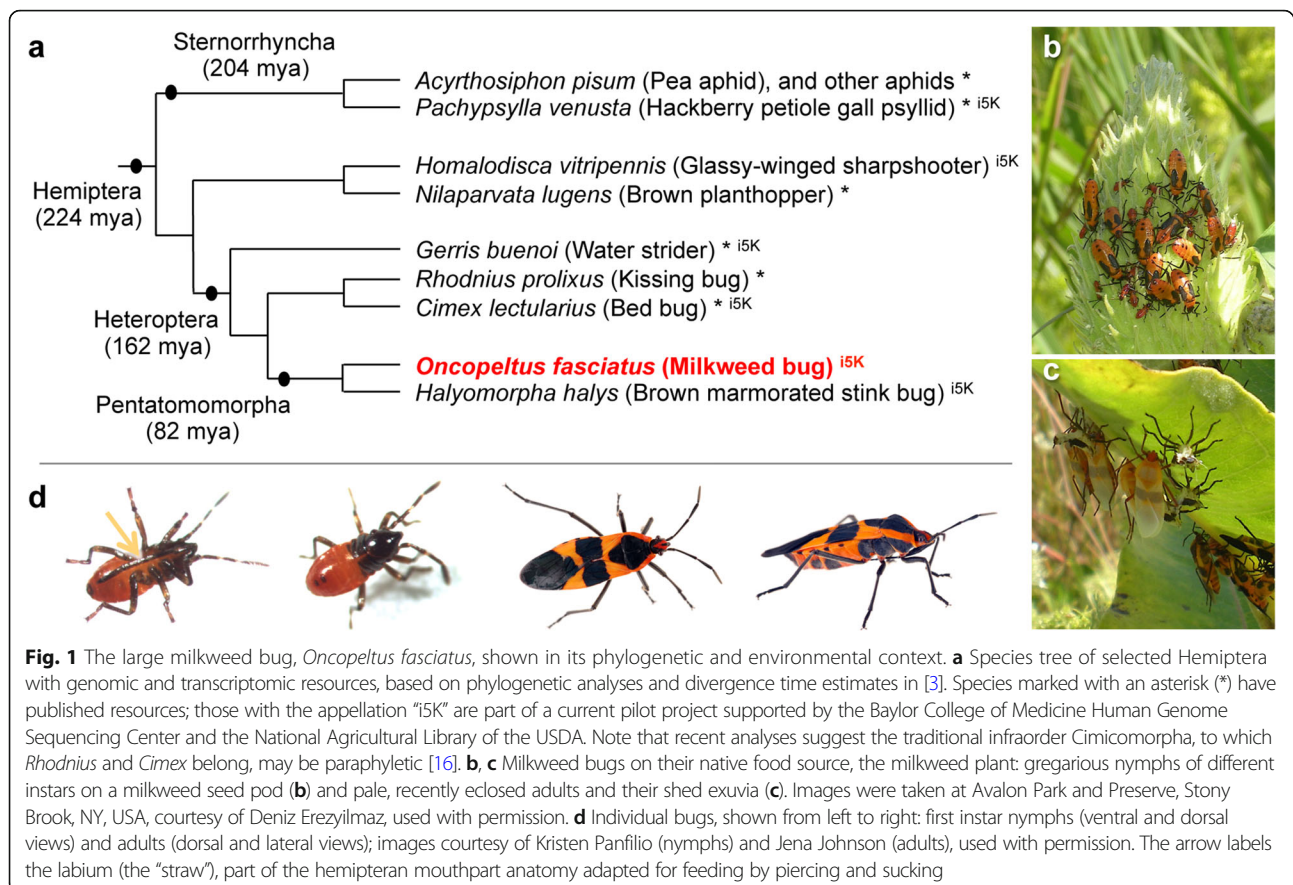 a
Sternorrhyncha
(204 mya)
Acyrthosiphon pisum (Pea aphid), and other aphids *
Pachypsylla venusta (Hackberry petiole gall psyllid) * i5K
Homalodisca vitripennis (Glassy-winged sharpshooter) i5K
Nilaparvata lugens (Brown planthopper) *
Hemiptera
(224 mya)
Gerris buenoi (Water strider) * i5K
Rhodnius prolixus (Kissing bug) *
Cimex lectularius (Bed bug) * i5K
Heteroptera
(162 mya)
Oncopeltus fasciatus (Milkweed bug) i5K
Halyomorpha halys (Brown marmorated stink bug) i5K
Pentatomomorpha
(82 mya)
b
c
d
Fig. 1 The large milkweed bug, Oncopeltus fasciatus, shown in its phylogenetic and environmental context. a Species tree of selected Hemiptera
with genomic and transcriptomic resources, based on phylogenetic analyses and divergence time estimates in [3]. Species marked with an asterisk (*) have
published resources; those with the appellation “i5K” are part of a current pilot project supported by the Baylor College of Medicine Human Genome
Sequencing Center and the National Agricultural Library of the USDA. Note that recent analyses suggest the traditional infraorder Cimicomorpha, to which
Rhodnius and Cimex belong, may be paraphyletic [16]. b, c Milkweed bugs on their native food source, the milkweed plant: gregarious nymphs of different
instars on a milkweed seed pod (b) and pale, recently eclosed adults and their shed exuvia (c). Images were taken at Avalon Park and Preserve, Stony
Brook, NY, USA, courtesy of Deniz Erezyilmaz, used with permission. d Individual bugs, shown from left to right: first instar nymphs (ventral and dorsal
views) and adults (dorsal and lateral views); images courtesy of Kristen Panfilio (nymphs) and Jena Johnson (adults), used with permission. The arrow labels
the labium (the “straw”), part of the hemipteran mouthpart anatomy adapted for feeding by piercing and sucking